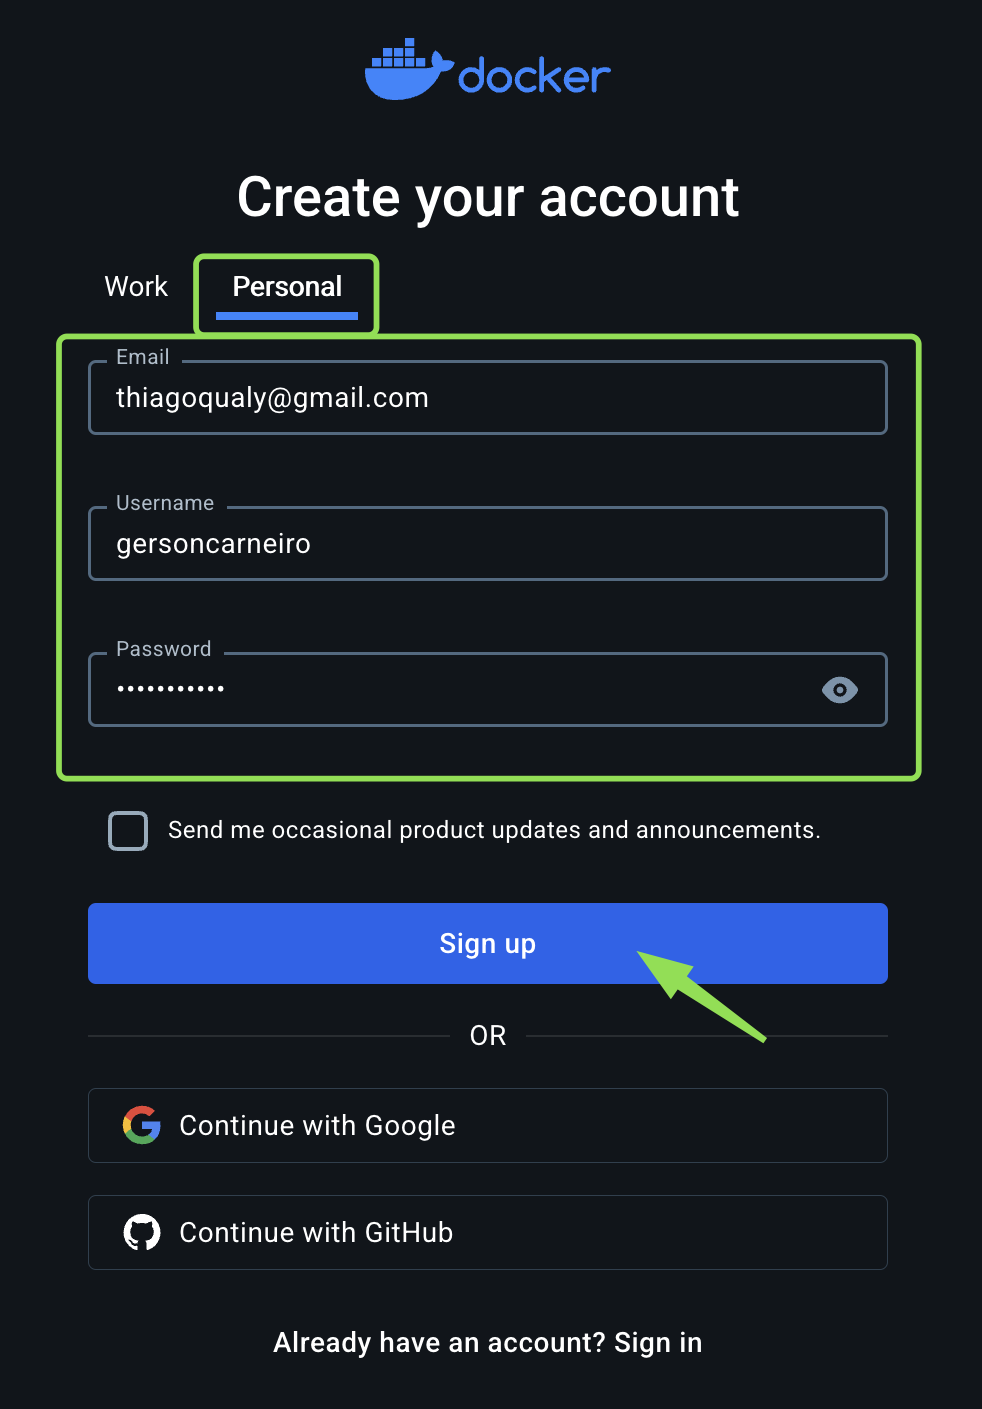 docker
Create your account
Work Personal
Email
thiagoqualy@gmail.com
Username
gersoncarneiro
Password
•••••••••••
Send me occasional product updates and announcements.
Sign up
OR
Continue with Google
Continue with GitHub
Already have an account? Sign in